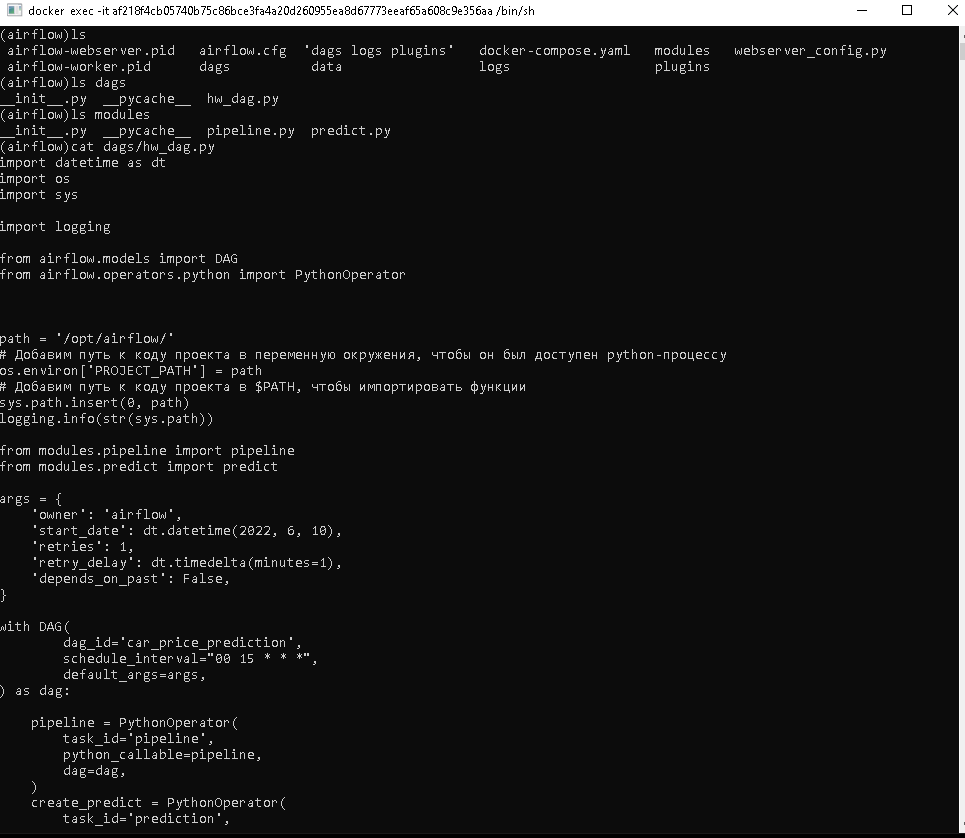 docker exec -it af218f4cb05740b75c86bce3fa4a20d260955ea8d67773eeaf65a608c9e356aa /bin/sh
(airflow)ls
 airflow-webserver.pid   airflow.cfg  'dags logs plugins'   docker-compose.yaml   modules   webserver_config.py
 airflow-worker.pid      dags          data                 logs                  plugins
(airflow)ls dags
__init__.py  __pycache__  hw_dag.py
(airflow)ls modules
__init__.py  __pycache__  pipeline.py  predict.py
(airflow)cat dags/hw_dag.py
import datetime as dt
import os
import sys
import logging
from airflow.models import DAG
from airflow.operators.python import PythonOperator
path = '/opt/airflow/'
# Добавим путь к коду проекта в переменную окружения, чтобы он был доступен python-процессу
os.environ['PROJECT_PATH'] = path
# Добавим путь к коду проекта в $PATH, чтобы импортировать функции
sys.path.insert(0, path)
logging.info(str(sys.path))
from modules.pipeline import pipeline
from modules.predict import predict
args = {
    'owner': 'airflow',
    'start_date': dt.datetime(2022, 6, 10),
    'retries': 1,
    'retry_delay': dt.timedelta(minutes=1),
    'depends_on_past': False,
}
with DAG(
        dag_id='car_price_prediction',
        schedule_interval="00 15 * * *",
        default_args=args,
) as dag:
    pipeline = PythonOperator(
        task_id='pipeline',
        python_callable=pipeline,
        dag=dag,
    )
    create_predict = PythonOperator(
        task_id='prediction',